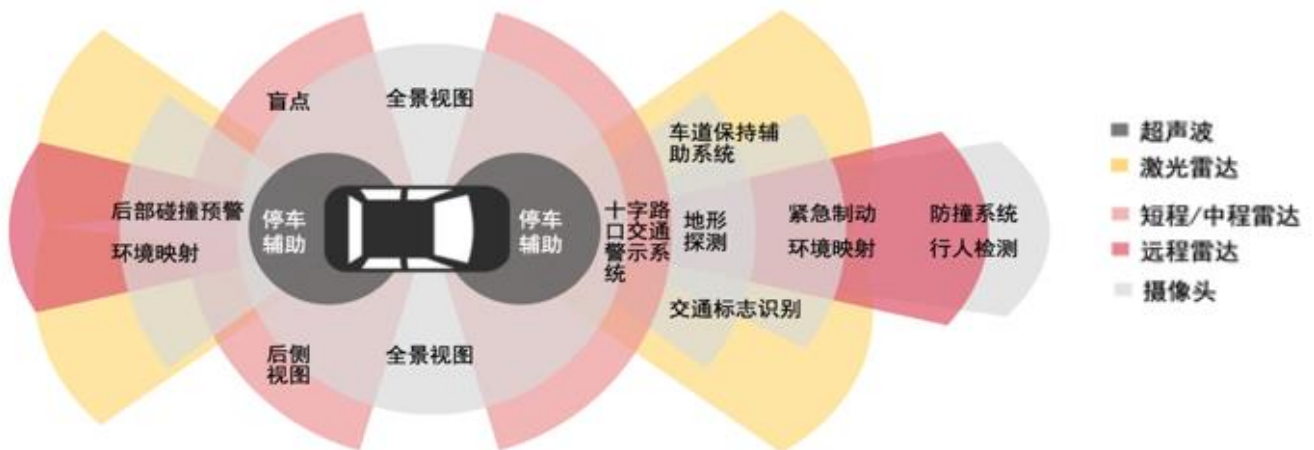 盲点
全景视图
车道保持辅
助系统
超声波
激光雷达
短程/中程雷达
远程雷达
摄像头
后部碰撞预警
环境映射
停车
辅助
停车
辅助
十字路
口交通
警示系
统
地形
探测
紧急制动
环境映射
防撞系统
行人检测
交通标志识别
后侧
视图
全景视图